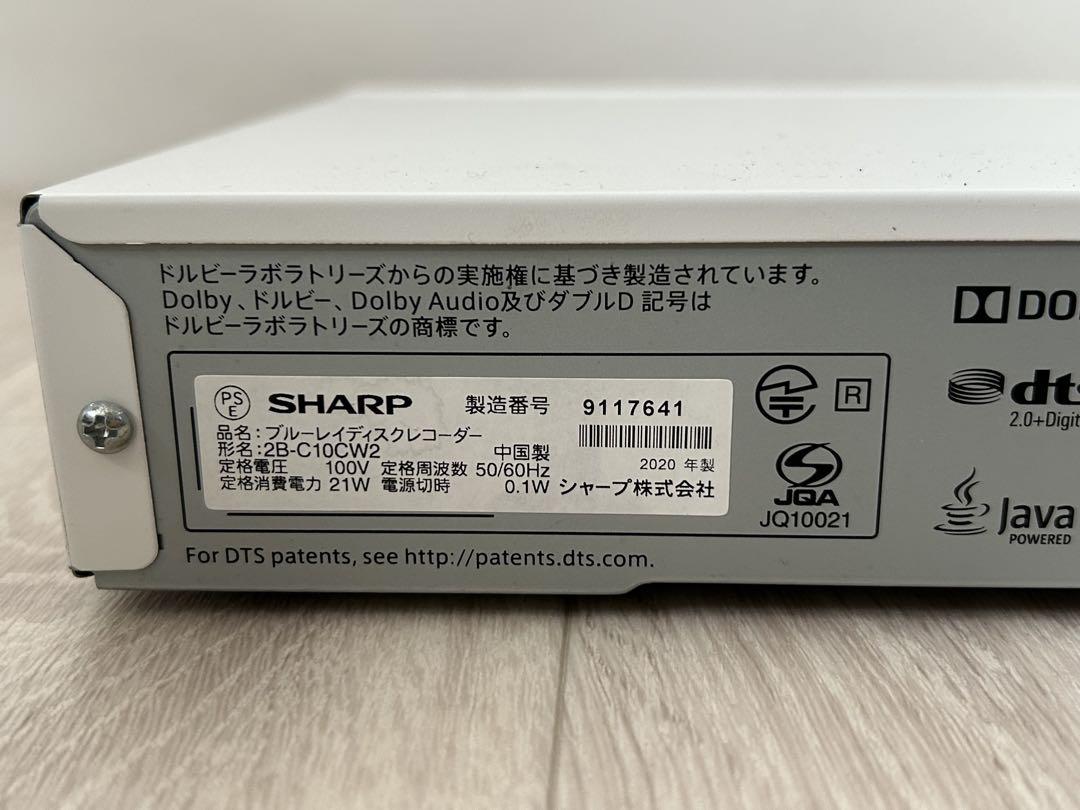 ドルビーラボラトリーズからの実施権に基づき製造されています。
Dolby、ドルビー、Dolby Audio及びダブルD 記号は
ドルビーラボラトリーズの商標です。
PS
E
SHARP 製造番号 9117641
品名:ブルーレイディスクレコーダー
形名:2B-C10CW2 中国製
2020 年製
定格電圧 100V 定格周波数 50/60Hz
定格消費電力 21W 電源切時 0.1W シャープ株式会社
R
JQA
JQ10021
For DTS patents, see http://patents.dts.com.
dts
2.0+Digit
Java
POWERED